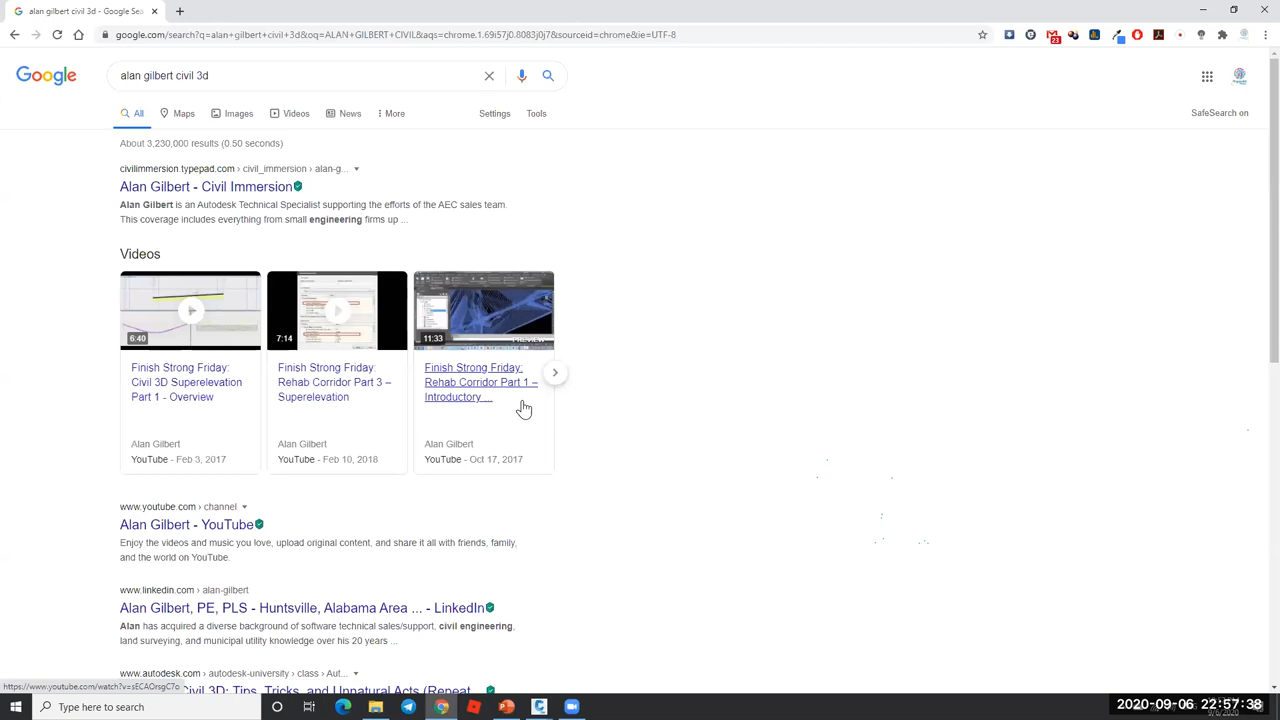 alan gilbert civil 3d - Google Sea
google.com/search?q=alan+gilbert+civil+3d&oq=ALAN+GILBERT+CIVIL&aqs=chrome.1.69i57j0.8083j0j7&sourceid=chrome&ie=UTF-8
23
Google
alan gilbert civil 3d
All
Maps
Images
Videos
News
More
Settings
Tools
SafeSearch on
About 3,230,000 results (0.50 seconds)
civilimmersion.typepad.com › civil_immersion › alan-g...
Alan Gilbert - Civil Immersion
Alan Gilbert is an Autodesk Technical Specialist supporting the efforts of the AEC sales team.
This coverage includes everything from small engineering firms up ...
Videos
6:40
7:14
11:33
PREVIEW
Finish Strong Friday:
Civil 3D Superelevation
Part 1 - Overview
Alan Gilbert
YouTube - Feb 3, 2017
Finish Strong Friday:
Rehab Corridor Part 3 –
Superelevation
Alan Gilbert
YouTube - Feb 10, 2018
Finish Strong Friday:
Rehab Corridor Part 1 –
Introductory ...
Alan Gilbert
YouTube - Oct 17, 2017
www.youtube.com › channel
Alan Gilbert - YouTube
Enjoy the videos and music you love, upload original content, and share it all with friends, family,
and the world on YouTube.
www.linkedin.com › alan-gilbert
Alan Gilbert, PE, PLS - Huntsville, Alabama Area ... - LinkedIn
Alan has acquired a diverse background of software technical sales/support, civil engineering,
land surveying, and municipal utility knowledge over his 20 years ...
www.autodesk.com › autodesk-university › class › Aut...
Civil 3D: Tips, Tricks, and Unnatural Acts (Repeat
https://www.youtube.com/watch?v=sECAOrsgC7o
Type here to search
2020-09-06 22:57:38